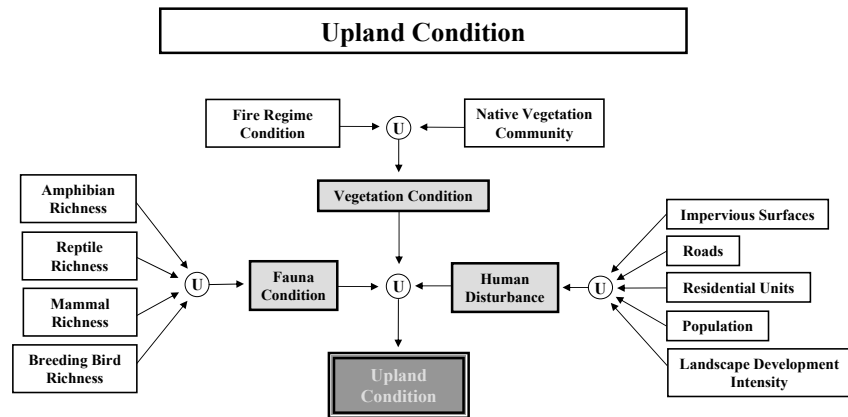 Upland Condition
Fire Regime
Condition
U
Native Vegetation
Community
Vegetation Condition
Amphibian
Richness
Reptile
Richness
Mammal
Richness
Breeding Bird
Richness
U
Fauna
Condition
U
Human
Disturbance
U
Impervious Surfaces
Roads
Residential Units
Population
Landscape Development
Intensity
Upland
Condition